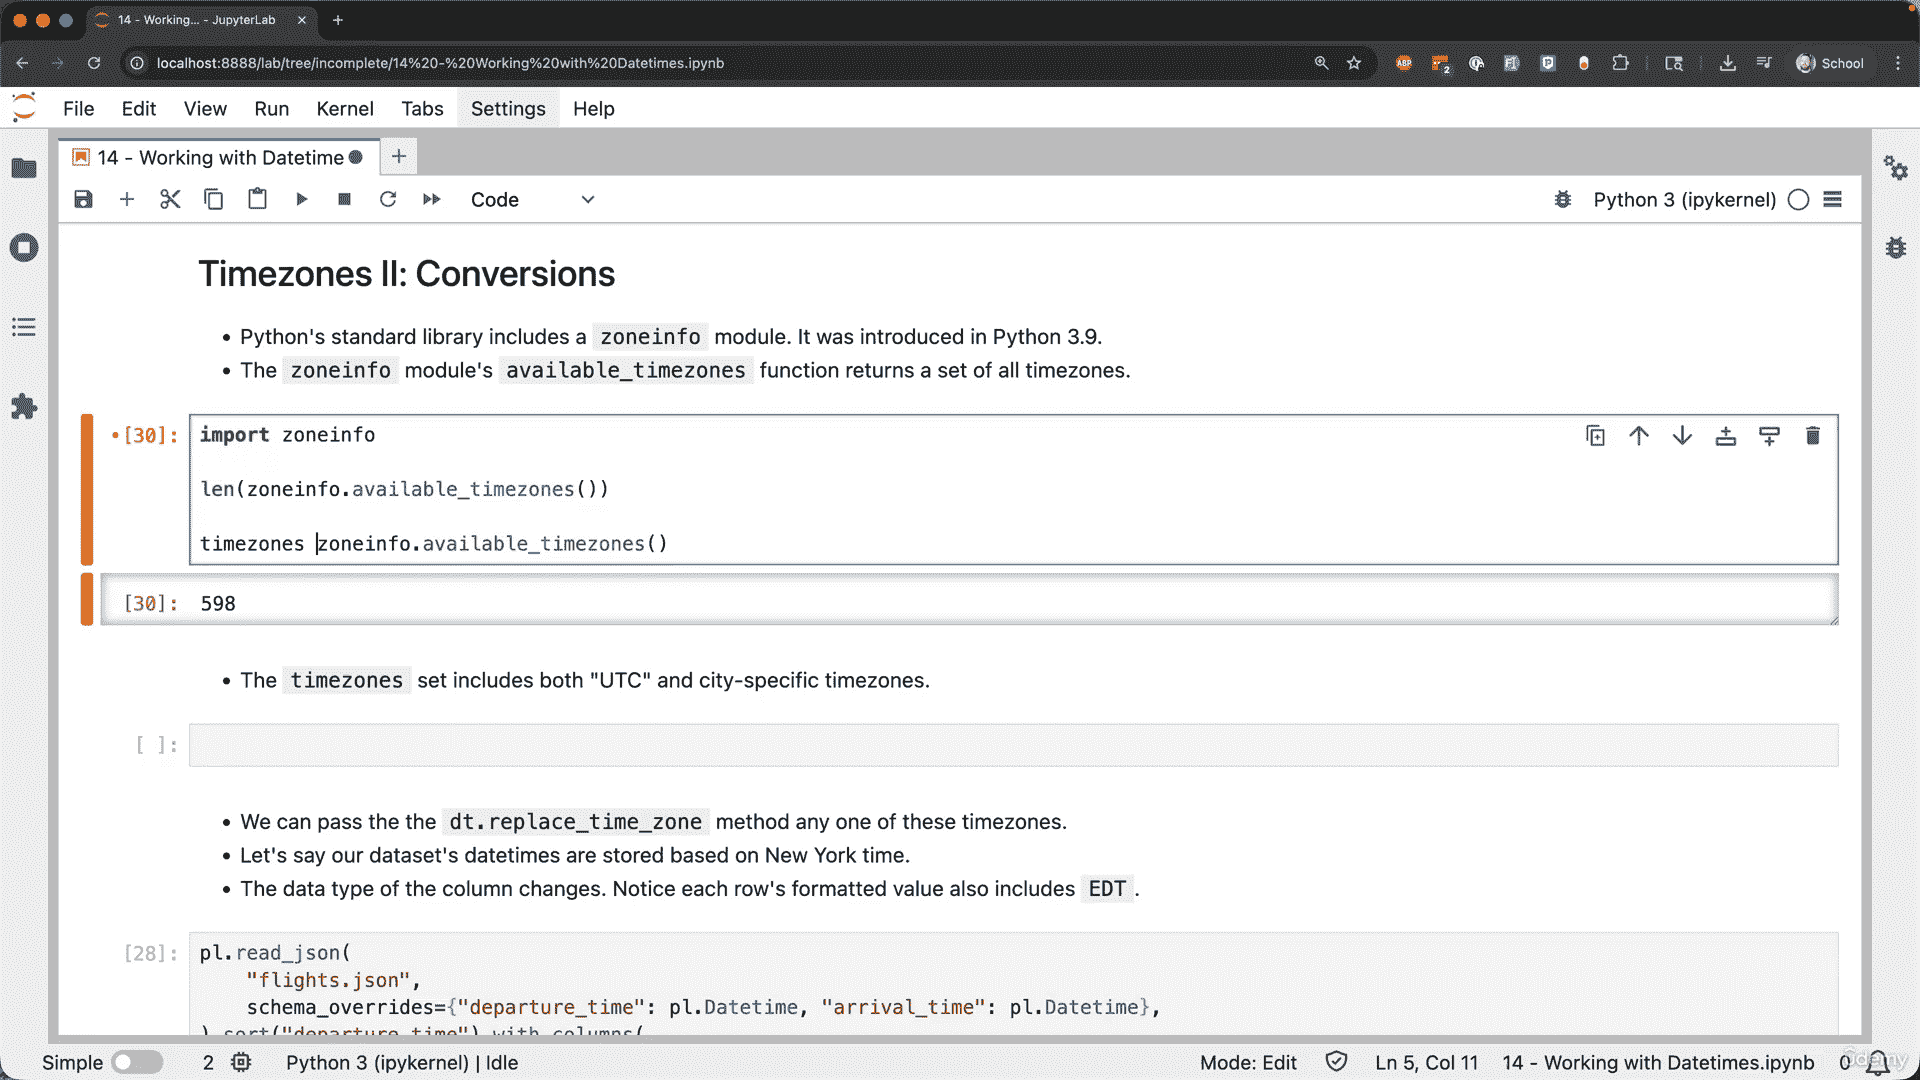 14 - Working... - JupyterLab
localhost:8888/lab/tree/incomplete/14%20-%20Working%20with%20Datetimes.ipynb
ABP
2
School
File Edit View Run Kernel Tabs Settings Help
14 - Working with Datetime
Code
Python 3 (ipykernel)
Timezones II: Conversions
• Python's standard library includes a zoneinfo module. It was introduced in Python 3.9.
• The zoneinfo module's available_timezones function returns a set of all timezones.
•[30]: import zoneinfo
len(zoneinfo.available_timezones())
timezones zoneinfo.available_timezones()
[30]: 598
• The timezones set includes both "UTC" and city-specific timezones.
[ ]:
• We can pass the the dt.replace_time_zone method any one of these timezones.
• Let's say our dataset's datetimes are stored based on New York time.
• The data type of the column changes. Notice each row's formatted value also includes EDT.
[28]: pl.read_json(
"flights.json",
schema_overrides={"departure_time": pl.Datetime, "arrival_time": pl.Datetime},
).sort("departure_time").with_columns(
Simple 2 Python 3 (ipykernel) | Idle Mode: Edit Ln 5, Col 11 14 - Working with Datetimes.ipynb 0
udemy